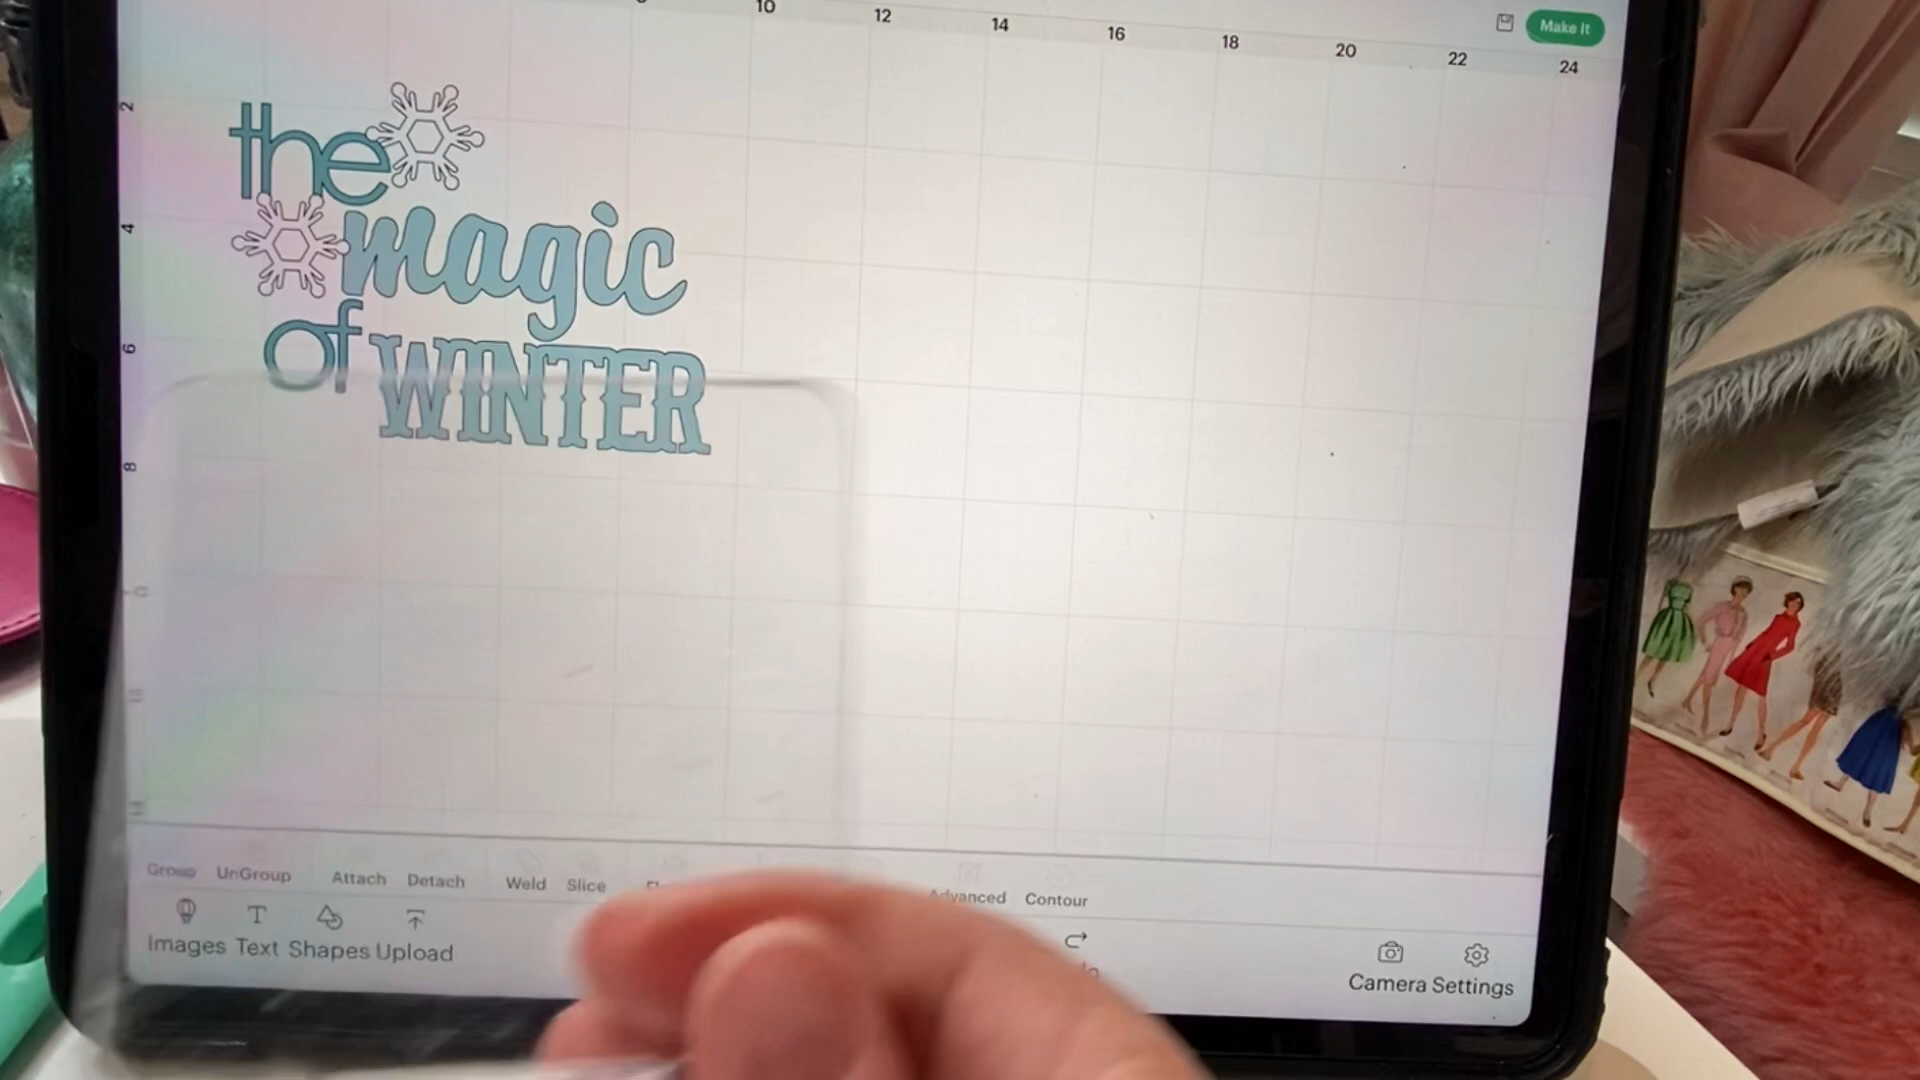 10 12 14 16 18 20 22 24
Make It
2
4
6
8
the
magic
of WINTER
Group UnGroup Attach Detach Weld Slice Advanced Contour
Images Text Shapes Upload
Camera Settings